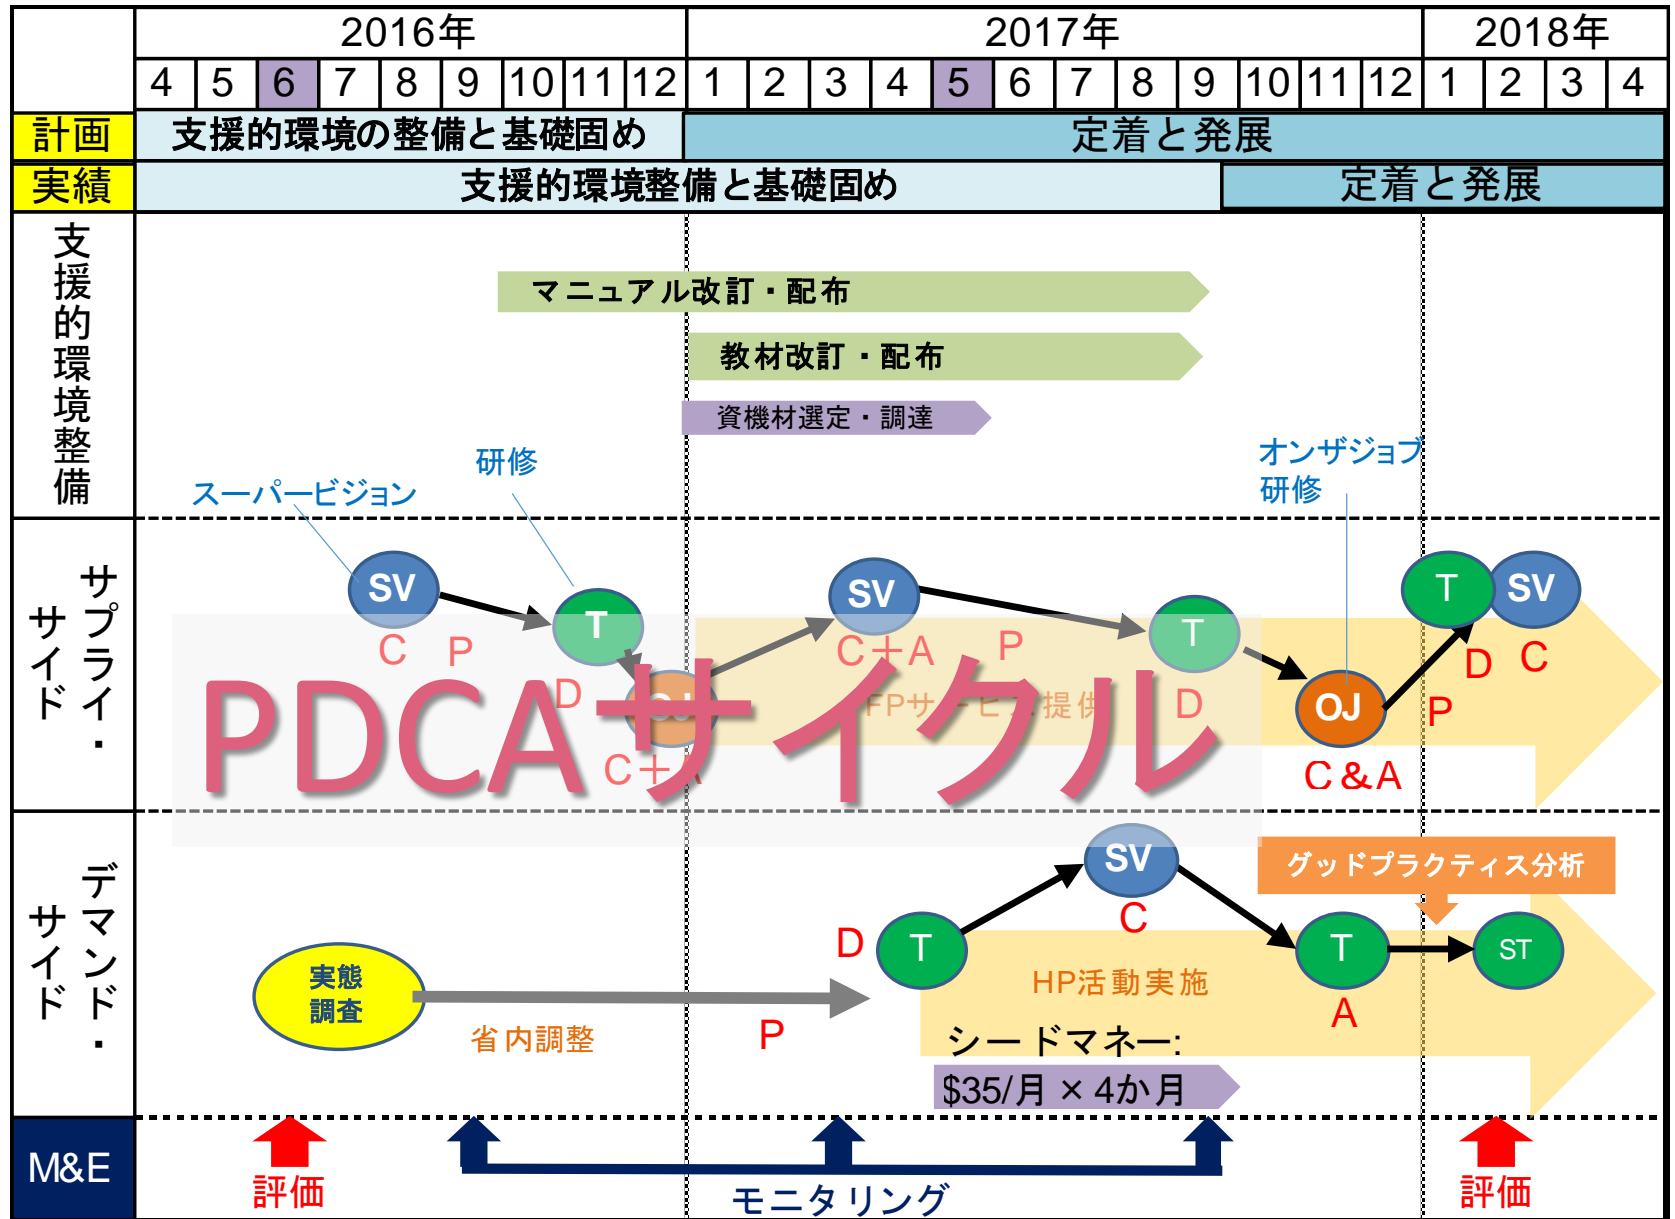 2016年 2017年 2018年
4 5 6 7 8 9 10 11 12 1 2 3 4 5 6 7 8 9 10 11 12 1 2 3 4
計画 支援的環境の整備と基礎固め 定着と発展
実績 支援的環境整備と基礎固め 定着と発展
支援的環境整備
マニュアル改訂・配布
教材改訂・配布
資機材選定・調達
スーパービジョン
研修
オンザジョブ
研修
サプライ・
サイド
SV T OJ SV T OJ T SV
C P D C＋A C＋A P D C&A P D C
FPサービス提供
PDCAサイクル
デマンド・
サイド
実態
調査
省内調整
P
D
T SV T ST
C
A
グッドプラクティス分析
HP活動実施
シードマネー:
$35/月 × 4か月
M&E
評価
モニタリング
評価